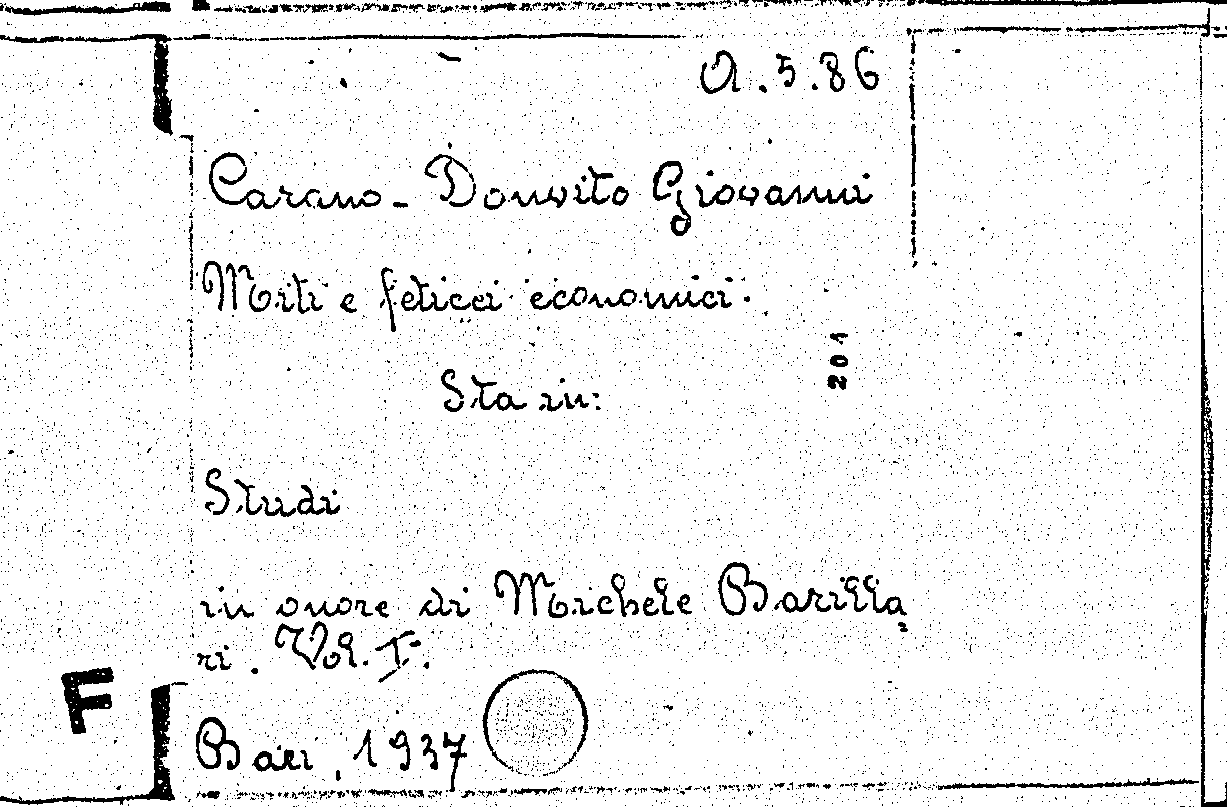 A.5.86
Carano-Donvito Giovanni
Miti e feticci economici.
201
Sta in:
Studi
in onore di Michele Barilla=
ri. Vol. I°.
F
Bari, 1937